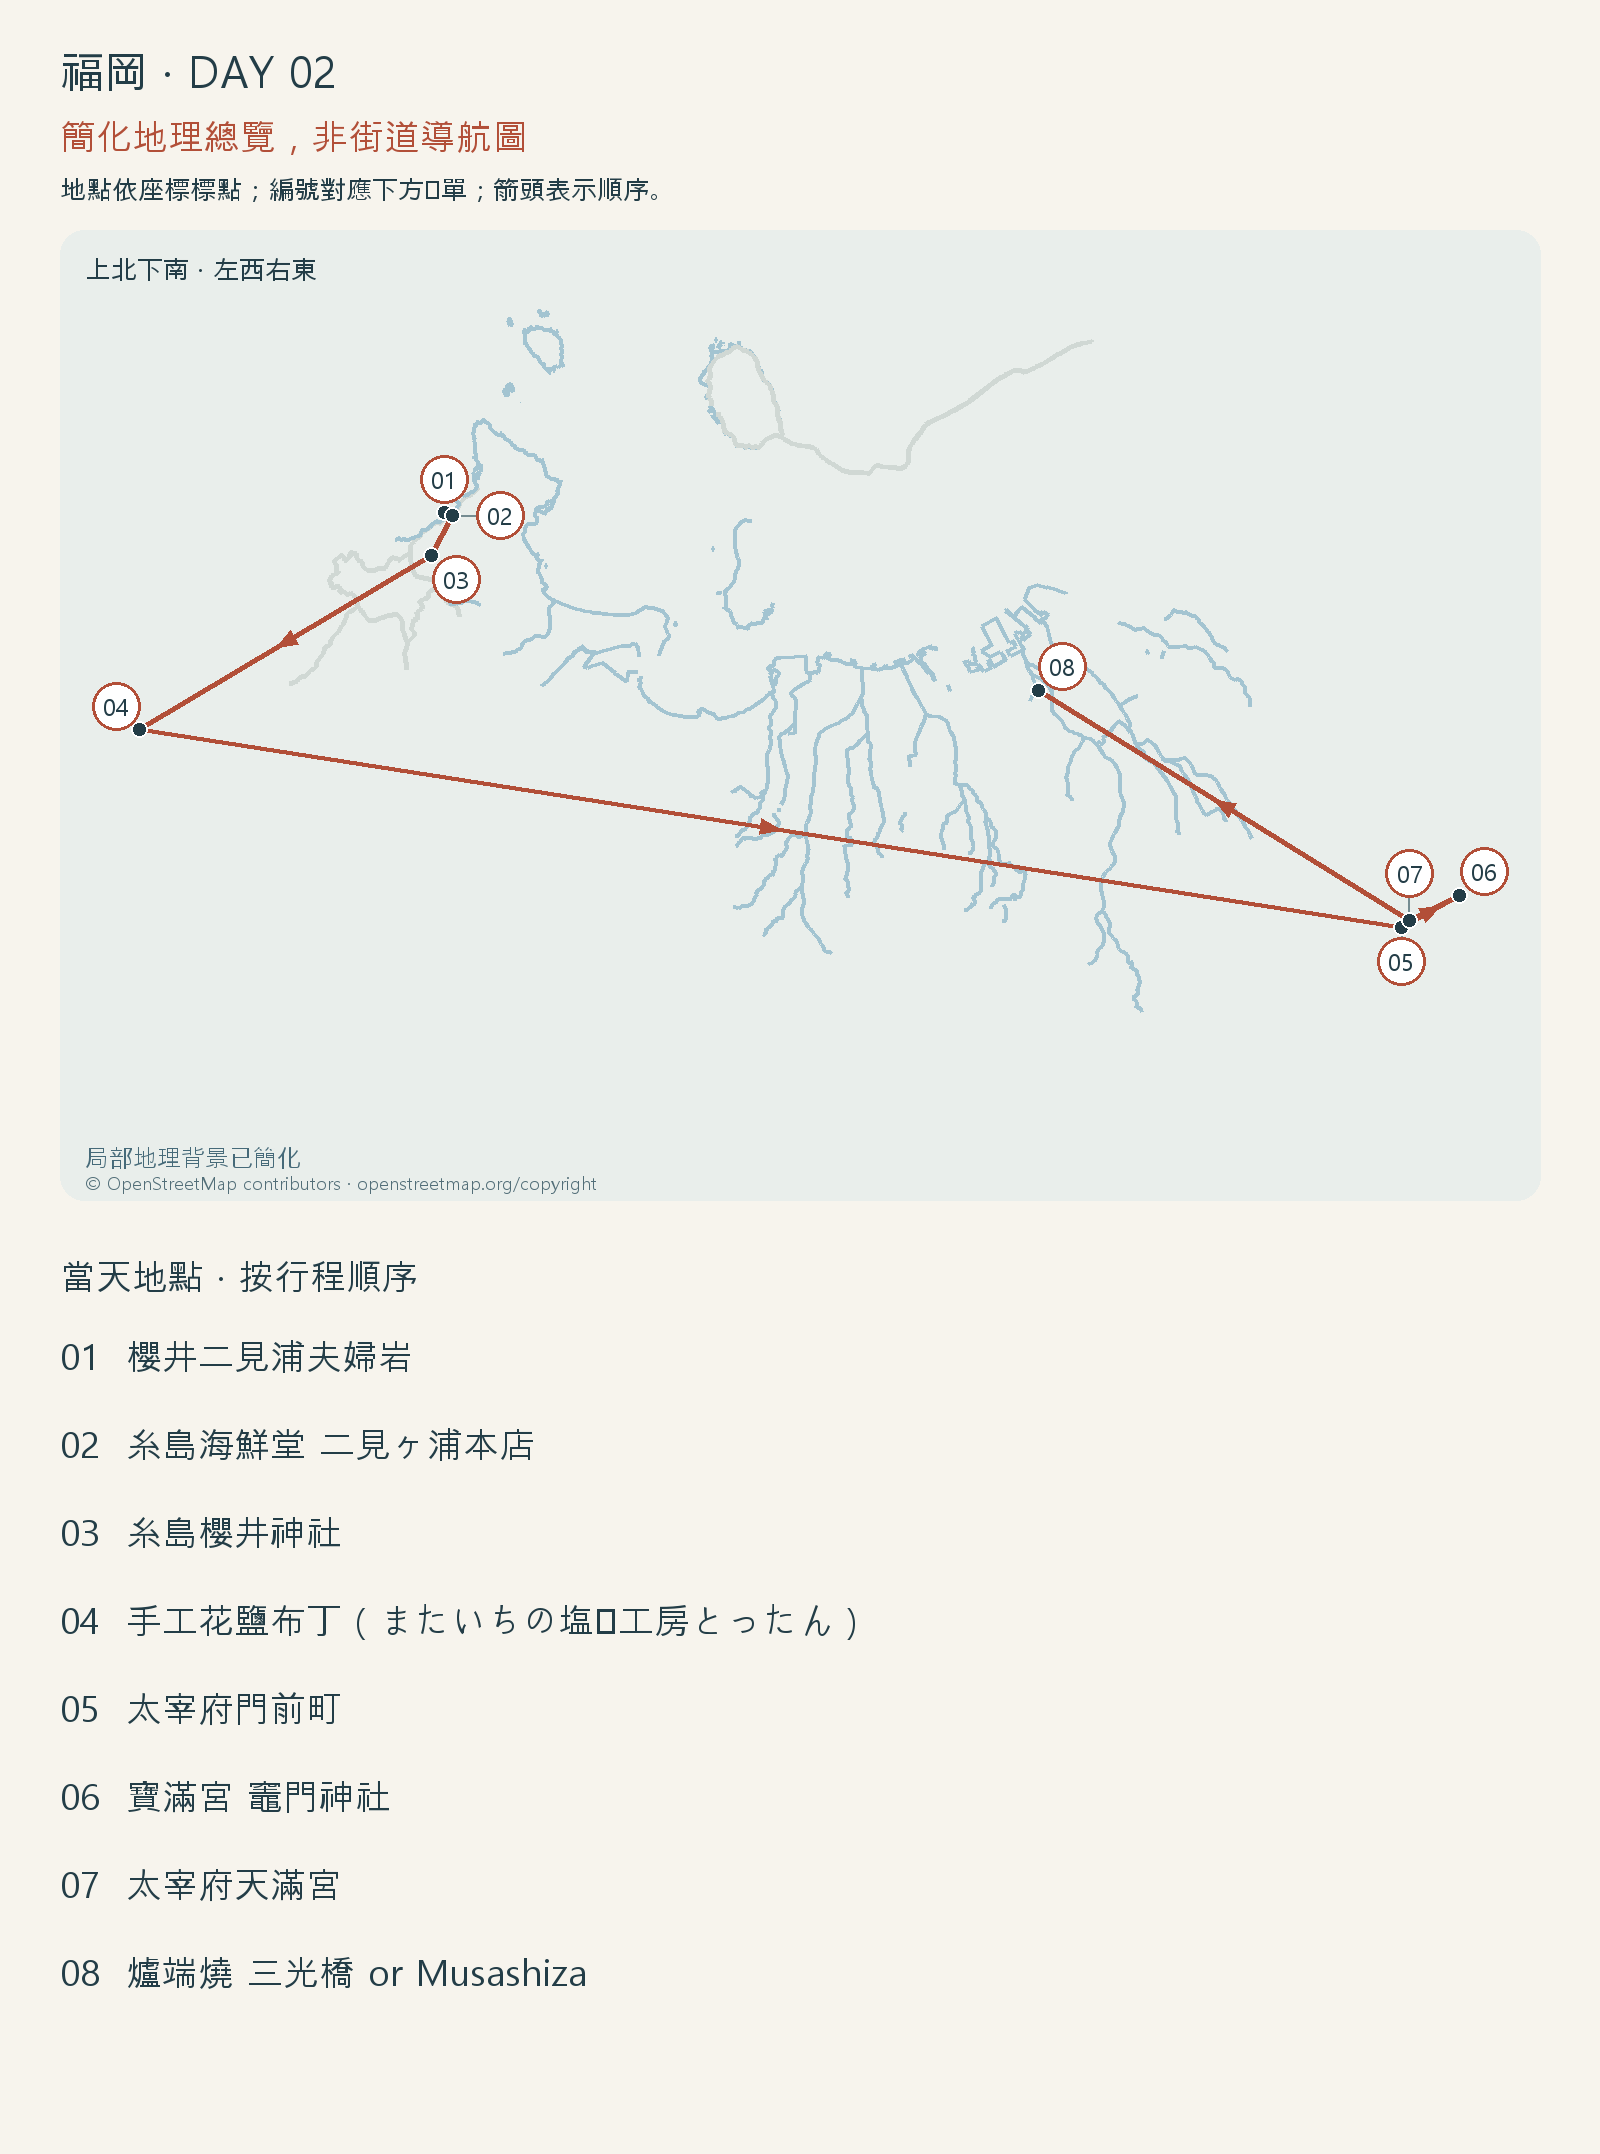 福岡 · DAY 02
簡化地理總覽，非街道導航圖
地點依座標標點；編號對應下方□單；箭頭表示順序。
上北下南 · 左西右東
01
02
03
04
08
07
06
05
局部地理背景已簡化
© OpenStreetMap contributors · openstreetmap.org/copyright
當天地點 · 按行程順序
01 櫻井二見浦夫婦岩
02 糸島海鮮堂 二見ヶ浦本店
03 糸島櫻井神社
04 手工花鹽布丁（またいちの塩□工房とったん）
05 太宰府門前町
06 寶滿宮 竈門神社
07 太宰府天滿宮
08 爐端燒 三光橋 or Musashiza